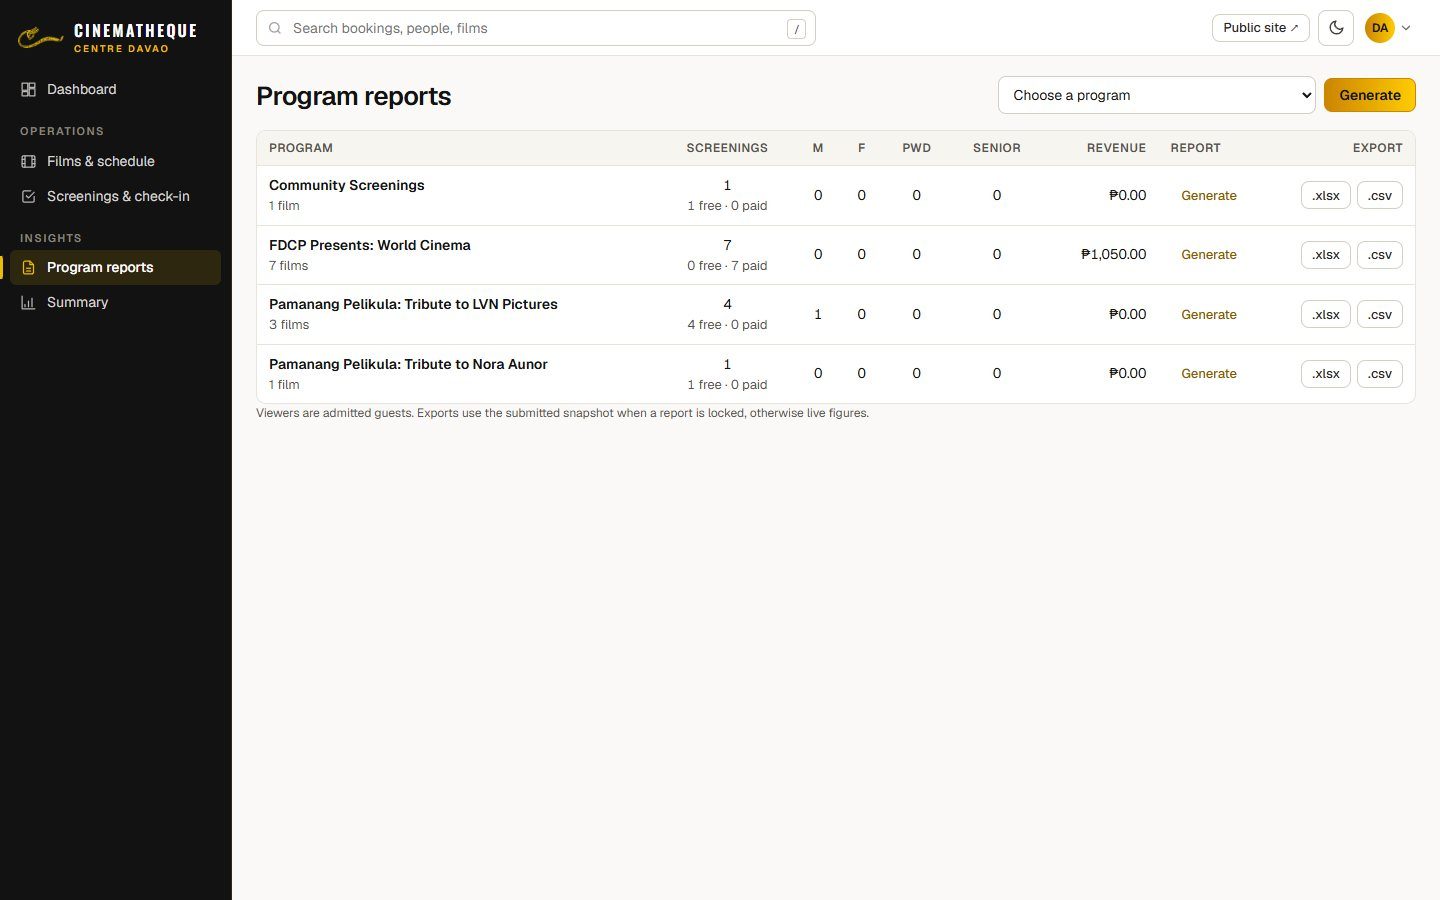 CINEMATHEQUE
CENTRE DAVAO
Dashboard
OPERATIONS
Films & schedule
Screenings & check-in
INSIGHTS
Program reports
Summary
Search bookings, people, films
/
Public site ↗
DA
Program reports
Choose a program
Generate
PROGRAM SCREENINGS M F PWD SENIOR REVENUE REPORT EXPORT
Community Screenings 1 0 0 0 0 ₱0.00 Generate .xlsx .csv
1 film 1 free · 0 paid
FDCP Presents: World Cinema 7 0 0 0 0 ₱1,050.00 Generate .xlsx .csv
7 films 0 free · 7 paid
Pamanang Pelikula: Tribute to LVN Pictures 4 1 0 0 0 ₱0.00 Generate .xlsx .csv
3 films 4 free · 0 paid
Pamanang Pelikula: Tribute to Nora Aunor 1 0 0 0 0 ₱0.00 Generate .xlsx .csv
1 film 1 free · 0 paid
Viewers are admitted guests. Exports use the submitted snapshot when a report is locked, otherwise live figures.